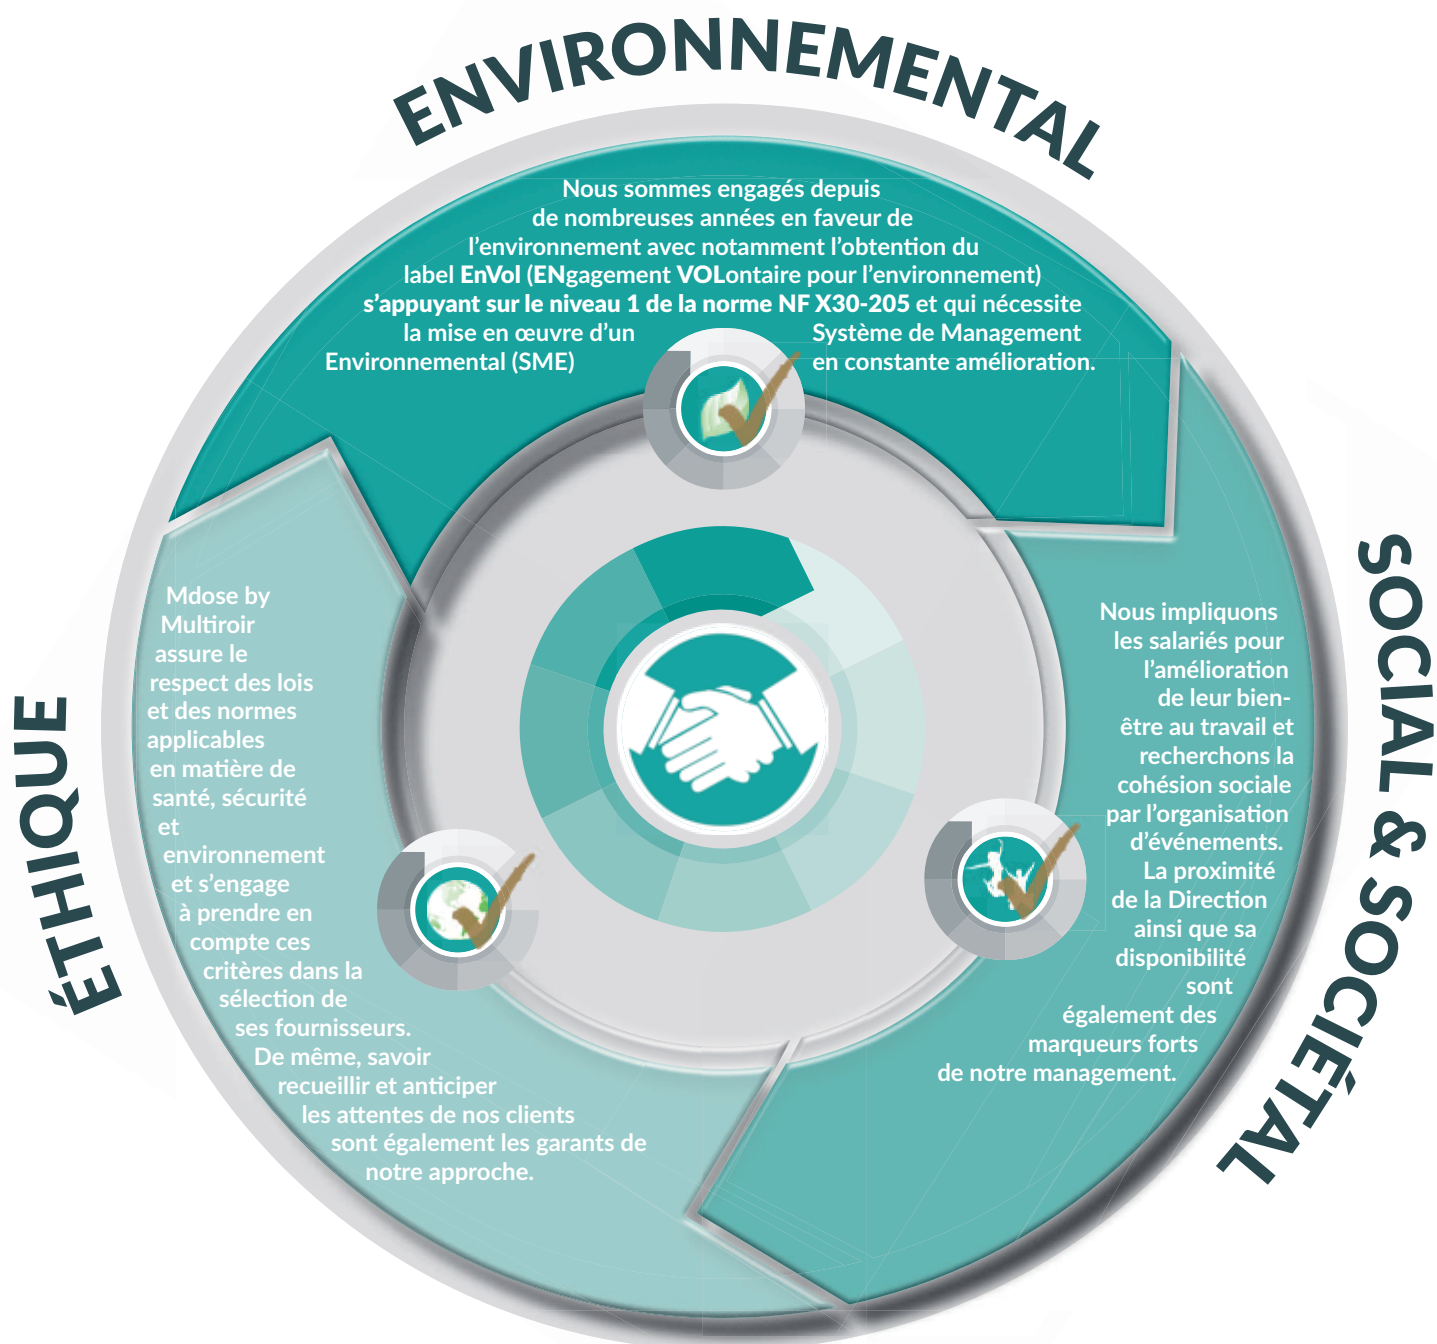 ENVIRONNEMENTAL
Nous sommes engagés depuis
de nombreuses années en faveur de
l’environnement avec notamment l’obtention du
label EnVol (ENgagement VOLontaire pour l’environnement)
s’appuyant sur le niveau 1 de la norme NF X30-205 et qui nécessite
la mise en œuvre d’un Système de Management
Environnemental (SME) en constante amélioration.
SOCIAL & SOCIÉTAL
Nous impliquons
les salariés pour
l’amélioration
de leur bien-
être au travail et
recherchons la
cohésion sociale
par l’organisation
d’événements.
La proximité
de la Direction
ainsi que sa
disponibilité
sont
également des
marqueurs forts
de notre management.
ÉTHIQUE
Mdose by
Multiroir
assure le
respect des lois
et des normes
applicables
en matière de
santé, sécurité
et
environnement
et s’engage
à prendre en
compte ces
critères dans la
sélection de
ses fournisseurs.
De même, savoir
recueillir et anticiper
les attentes de nos clients
sont également les garants de
notre approche.